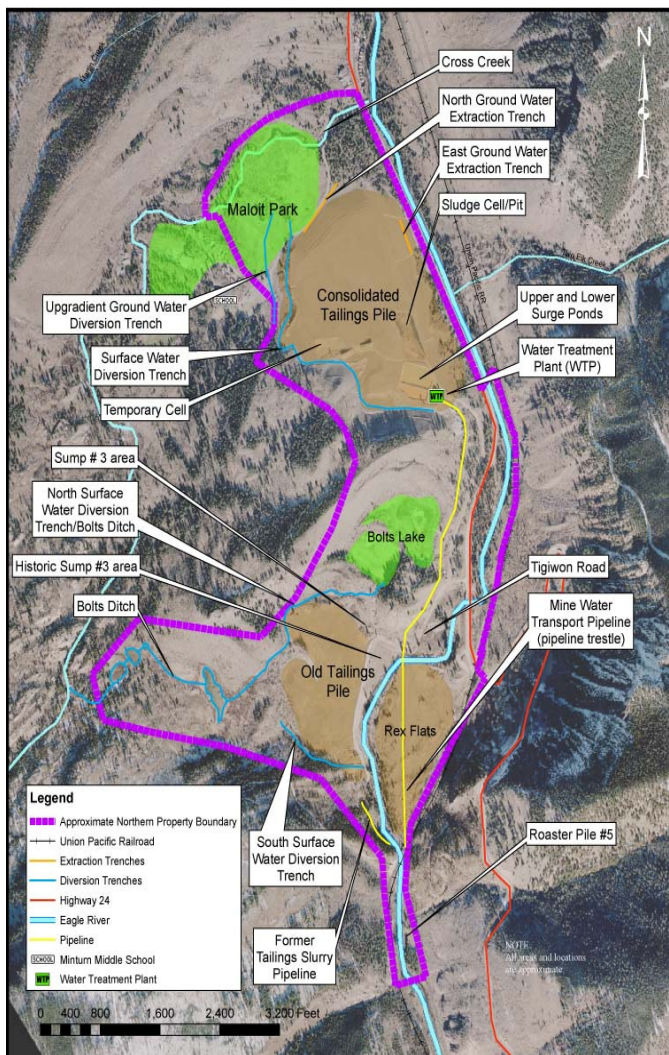 N
Cross Creek
North Ground Water
Extraction Trench
East Ground Water
Extraction Trench
Sludge Cell/Pit
Maloit Park
Union Pacific RR
Two Elk Creek
Upgradient Ground Water
Diversion Trench
SCHOOL
Consolidated
Tailings Pile
Upper and Lower
Surge Ponds
Surface Water
Diversion Trench
Water Treatment
Plant (WTP)
WTP
Temporary Cell
Sump # 3 area
North Surface
Water Diversion
Trench/Bolts Ditch
Bolts Lake
Historic Sump #3 area
Tigiwon Road
Bolts Ditch
Mine Water
Transport Pipeline
(pipeline trestle)
Old Tailings
Pile
Rex Flats
Legend
Approximate Northern Property Boundary
Union Pacific Railroad
Extraction Trenches
Diversion Trenches
Highway 24
Eagle River
Pipeline
SCHOOL Minturn Middle School
WTP Water Treatment Plant
South Surface
Water Diversion
Trench
Roaster Pile #5
Former
Tailings Slurry
Pipeline
NOTE:
All areas and locations
are approximate.
0 400 800 1,600 2,400 3,200 Feet